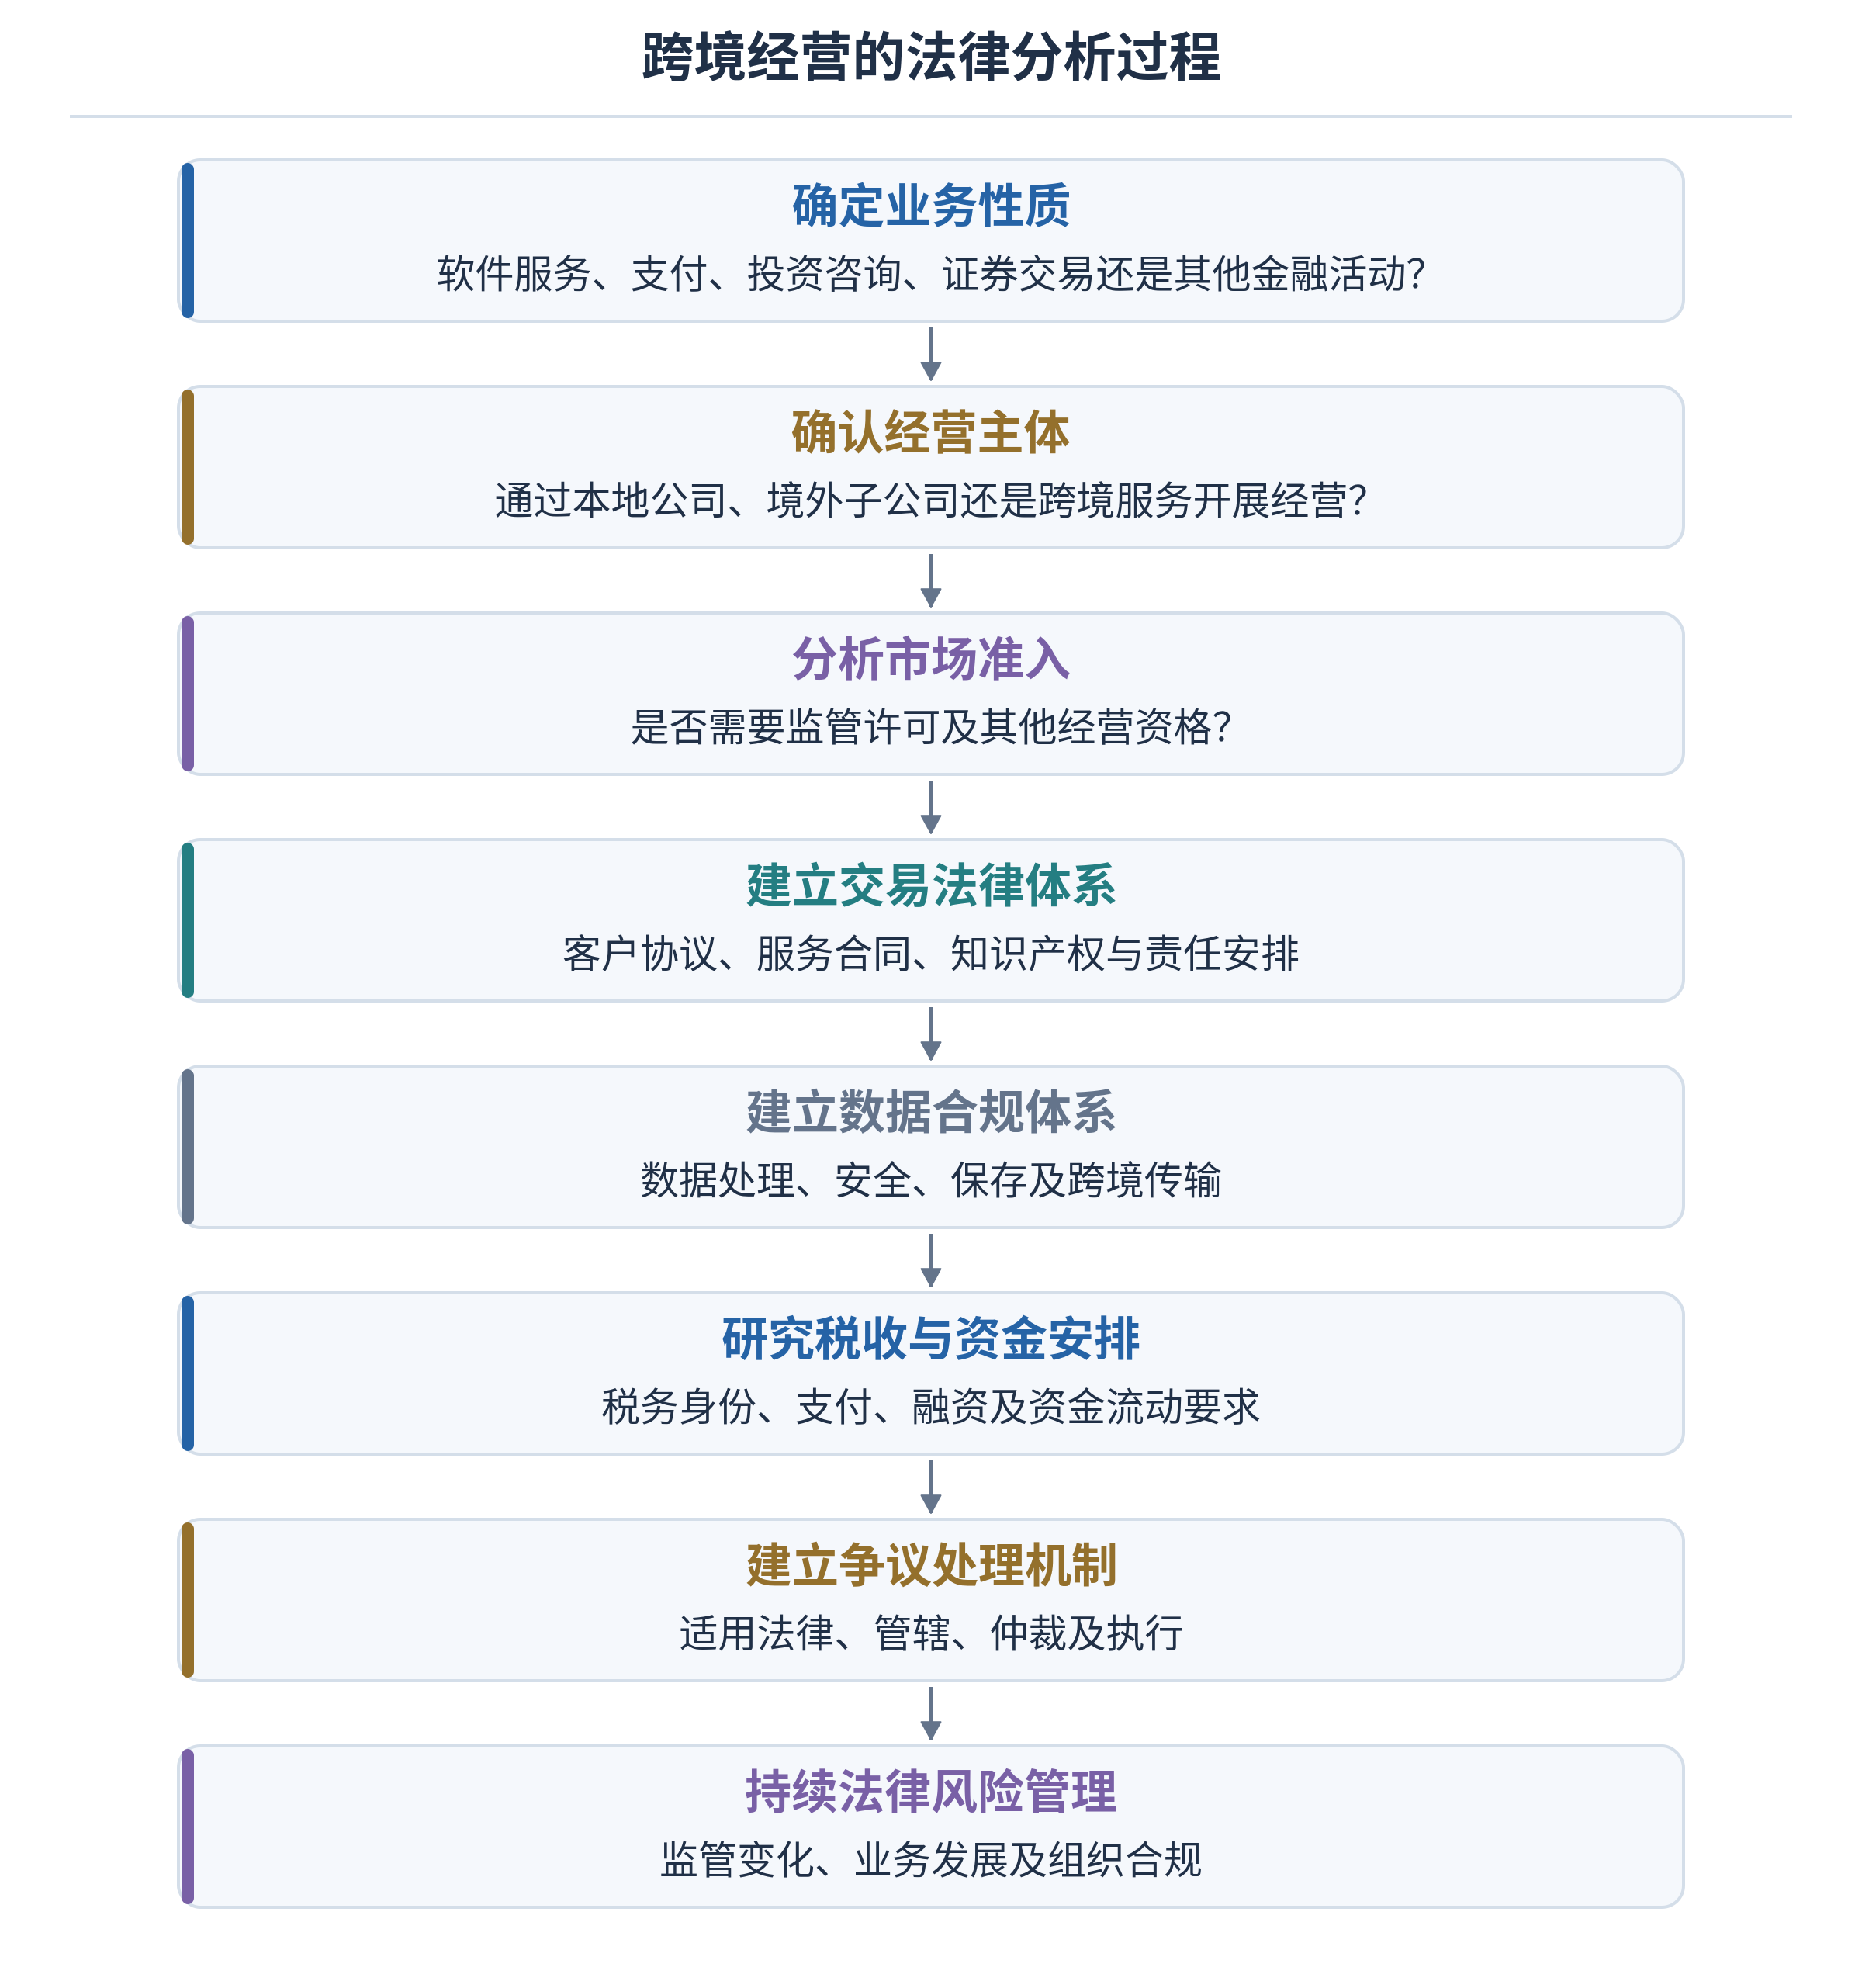 跨境经营的法律分析过程
确定业务性质
软件服务、支付、投资咨询、证券交易还是其他金融活动？
确认经营主体
通过本地公司、境外子公司还是跨境服务开展经营？
分析市场准入
是否需要监管许可及其他经营资格？
建立交易法律体系
客户协议、服务合同、知识产权与责任安排
建立数据合规体系
数据处理、安全、保存及跨境传输
研究税收与资金安排
税务身份、支付、融资及资金流动要求
建立争议处理机制
适用法律、管辖、仲裁及执行
持续法律风险管理
监管变化、业务发展及组织合规